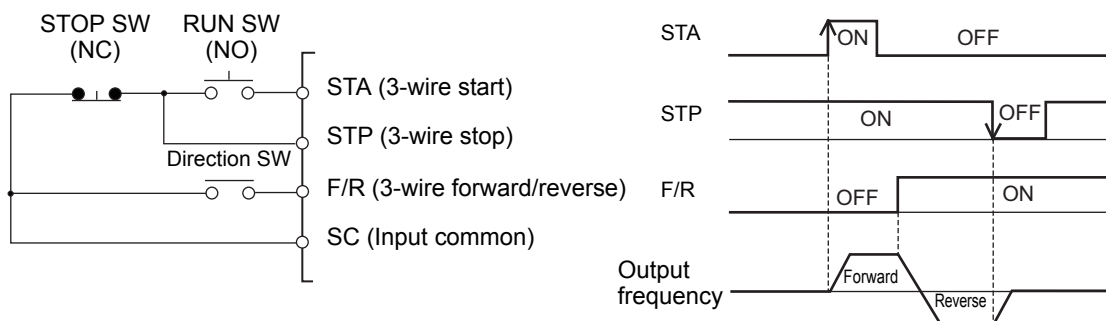 STOP SW
(NC)
RUN SW
(NO)
STA (3-wire start)
STP (3-wire stop)
Direction SW
F/R (3-wire forward/reverse)
SC (Input common)
STA
ON
OFF
STP
ON
OFF
F/R
OFF
ON
Output
frequency
Forward
Reverse